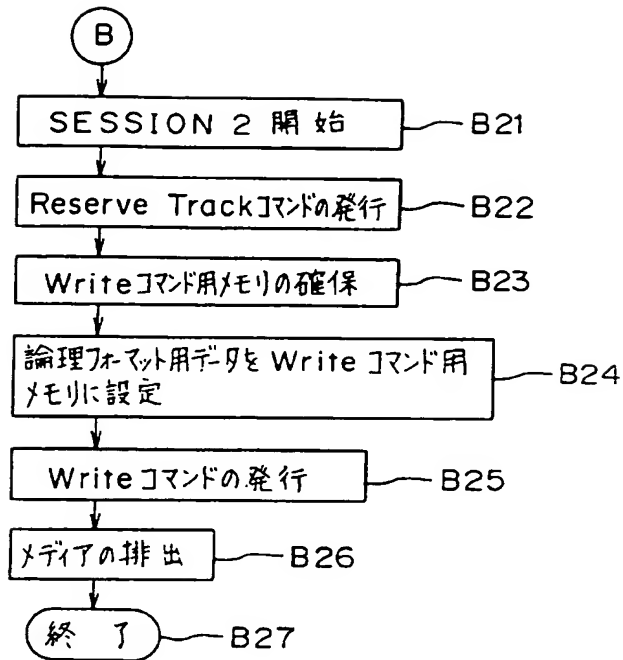 B
SESSION 2 開始
B21
Reserve Trackコマンドの発行
B22
Writeコマンド用メモリの確保
B23
論理フォーマット用データをWriteコマンド用
メモリに設定
B24
Writeコマンドの発行
B25
メディアの排出
B26
終了
B27